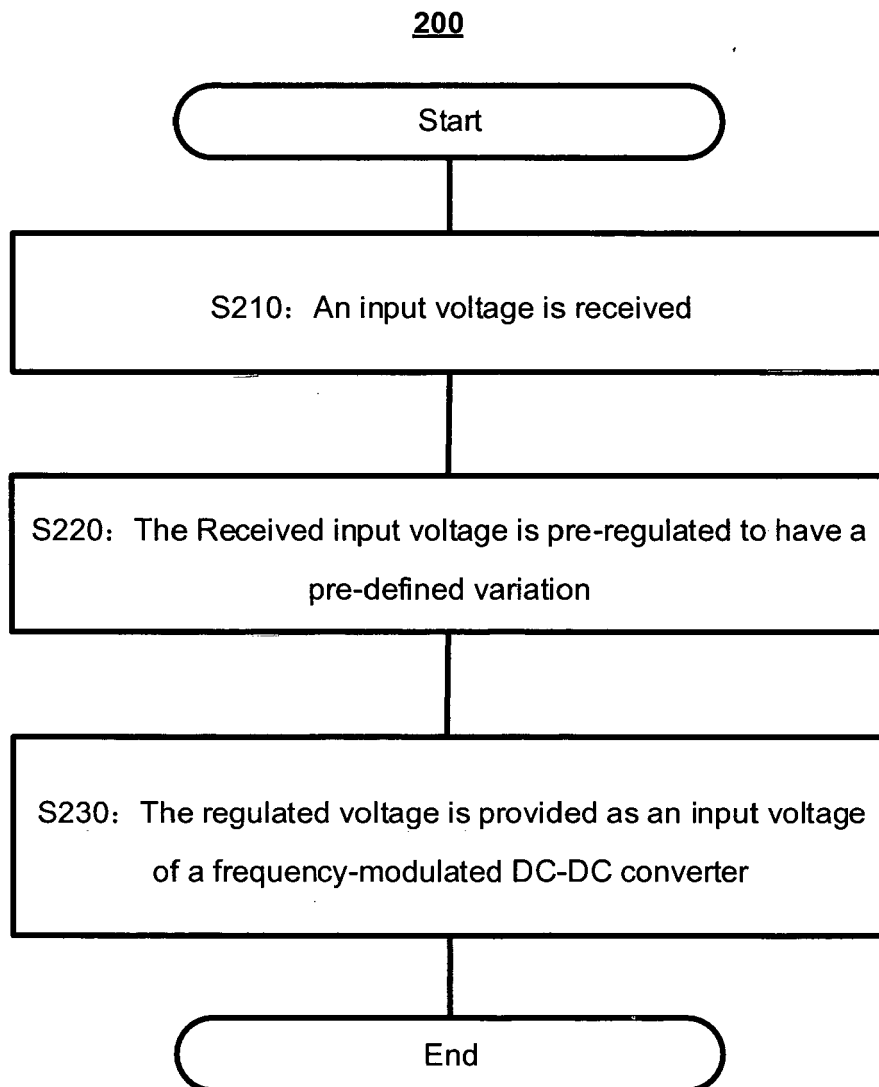 200
Start
S210：An input voltage is received
S220：The Received input voltage is pre-regulated to have a
pre-defined variation
S230：The regulated voltage is provided as an input voltage
of a frequency-modulated DC-DC converter
End